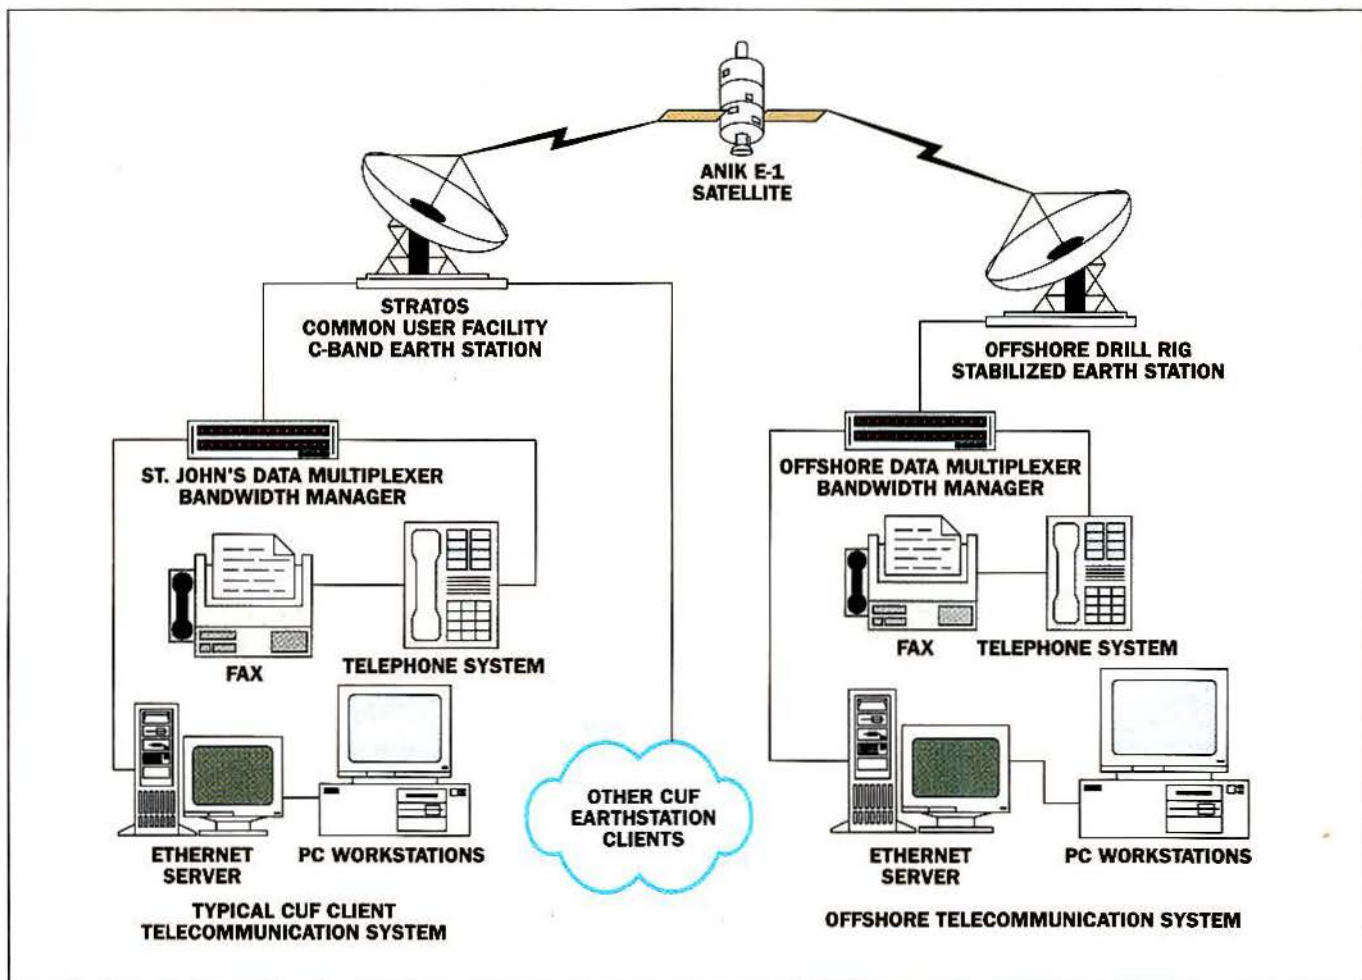 ANIK E-1
SATELLITE
STRATOS
COMMON USER FACILITY
C-BAND EARTH STATION
OFFSHORE DRILL RIG
STABILIZED EARTH STATION
ST. JOHN'S DATA MULTIPLEXER
BANDWIDTH MANAGER
OFFSHORE DATA MULTIPLEXER
BANDWIDTH MANAGER
FAX
TELEPHONE SYSTEM
FAX
TELEPHONE SYSTEM
OTHER CUF
EARTHSTATION
CLIENTS
ETHERNET
SERVER
PC WORKSTATIONS
ETHERNET
SERVER
PC WORKSTATIONS
TYPICAL CUF CLIENT
TELECOMMUNICATION SYSTEM
OFFSHORE TELECOMMUNICATION SYSTEM